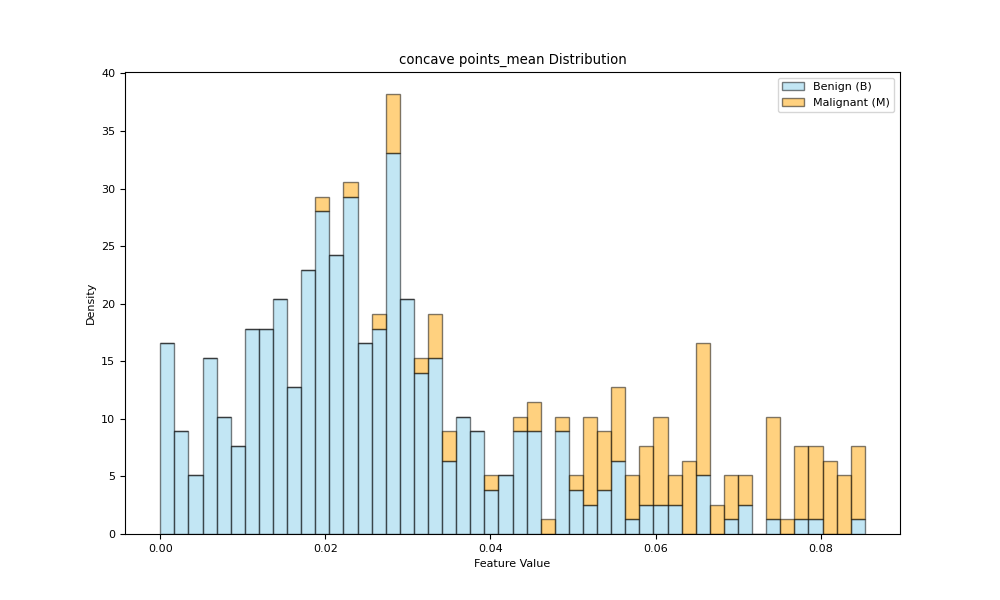 concave points_mean Distribution
Benign (B)
Malignant (M)
40
35
30
25
20
15
10
5
0
Density
0.00 0.02 0.04 0.06 0.08
Feature Value